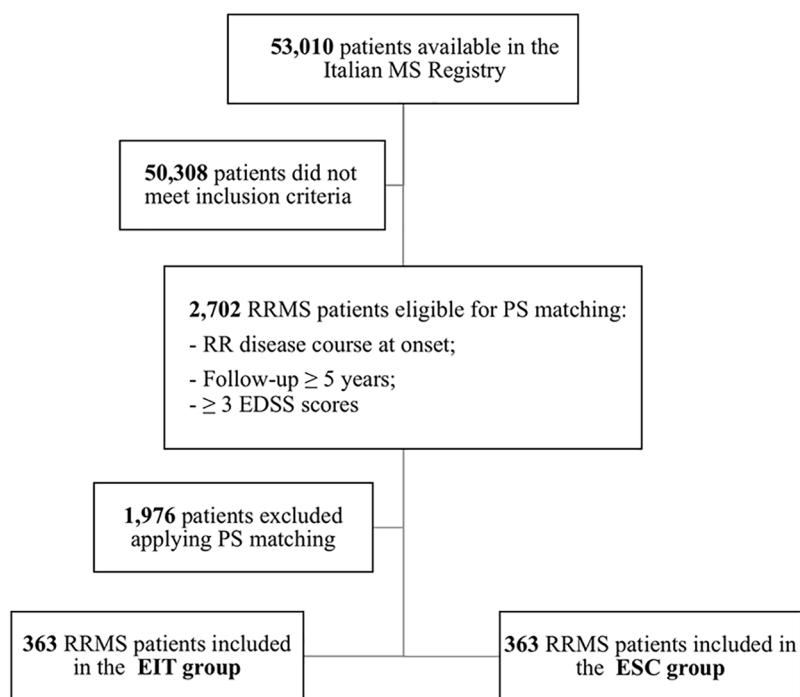 53,010 patients available in the
Italian MS Registry
50,308 patients did not
meet inclusion criteria
2,702 RRMS patients eligible for PS matching:
- RR disease course at onset;
- Follow-up ≥ 5 years;
- ≥ 3 EDSS scores
1,976 patients excluded
applying PS matching
363 RRMS patients included
in the EIT group
363 RRMS patients included in
the ESC group